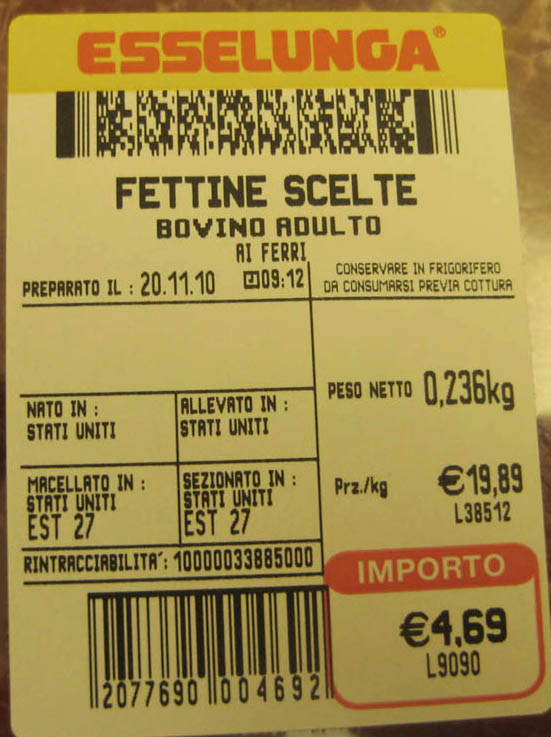 ESSELUNGA®
FETTINE SCELTE
BOVINO ADULTO
AI FERRI
PREPARATO IL : 20.11.10 09:12
CONSERVARE IN FRIGORIFERO
DA CONSUMARSI PREVIA COTTURA
PESO NETTO 0,236kg
NATO IN :
STATI UNITI
ALLEVATO IN :
STATI UNITI
MACELLATO IN :
STATI UNITI
EST 27
SEZIONATO IN :
STATI UNITI
EST 27
Prz./kg €19,89
L38512
RINTRACCIABILITA': 10000033885000
IMPORTO
€4,69
L9090
2077690 004692